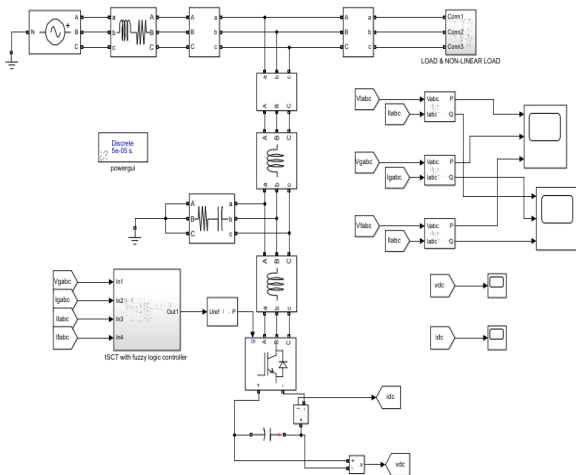 N
A
B
C
A
B
C
a
b
c
A
B
C
a
b
c
A
B
C
a
b
c
Conn1
Conn2
Conn3
LOAD & NON-LINEAR LOAD
a
b
c
A
B
C
Discrete
5e-05 s.
powergui
A
B
C
a
b
c
A
B
C
a
b
c
A
B
C
a
b
c
Vlabc
Ilabc
Vabc
Iabc
P
Q
Vgabc
Igabc
Vabc
Iabc
P
Q
Vfabc
Ifabc
Vabc
Iabc
P
Q
vdc
idc
Vgabc
Igabc
Ilabc
Ifabc
In1
In2
In3
In4
Out1
ISCT with fuzzy logic controller
Uref
P
g
A
B
C
+
-
-
+
idc
+
-
v
vdc